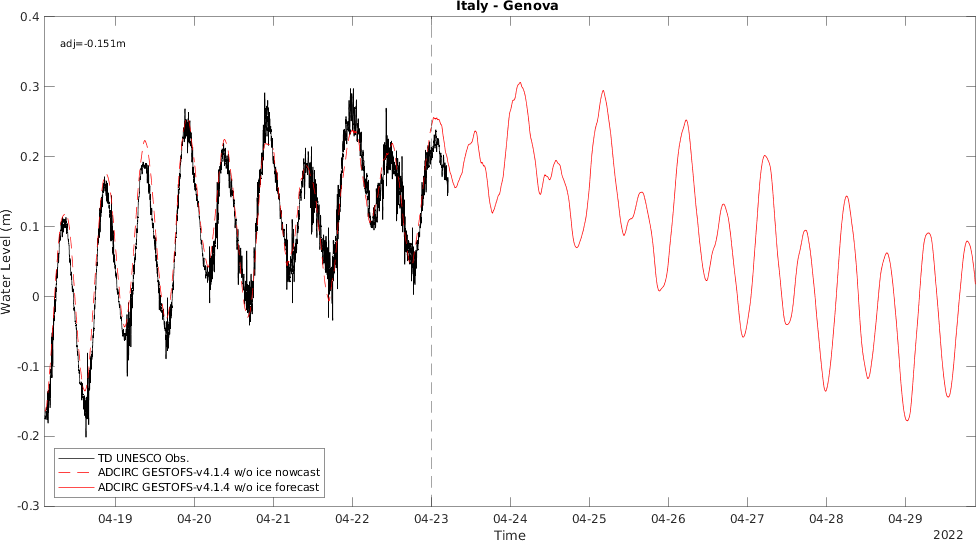 Italy - Genova
adj=-0.151m
0.4
0.3
0.2
0.1
0
-0.1
-0.2
-0.3
Water Level (m)
TD UNESCO Obs.
ADCIRC GESTOFS-v4.1.4 w/o ice nowcast
ADCIRC GESTOFS-v4.1.4 w/o ice forecast
04-19 04-20 04-21 04-22 04-23 04-24 04-25 04-26 04-27 04-28 04-29
Time
2022